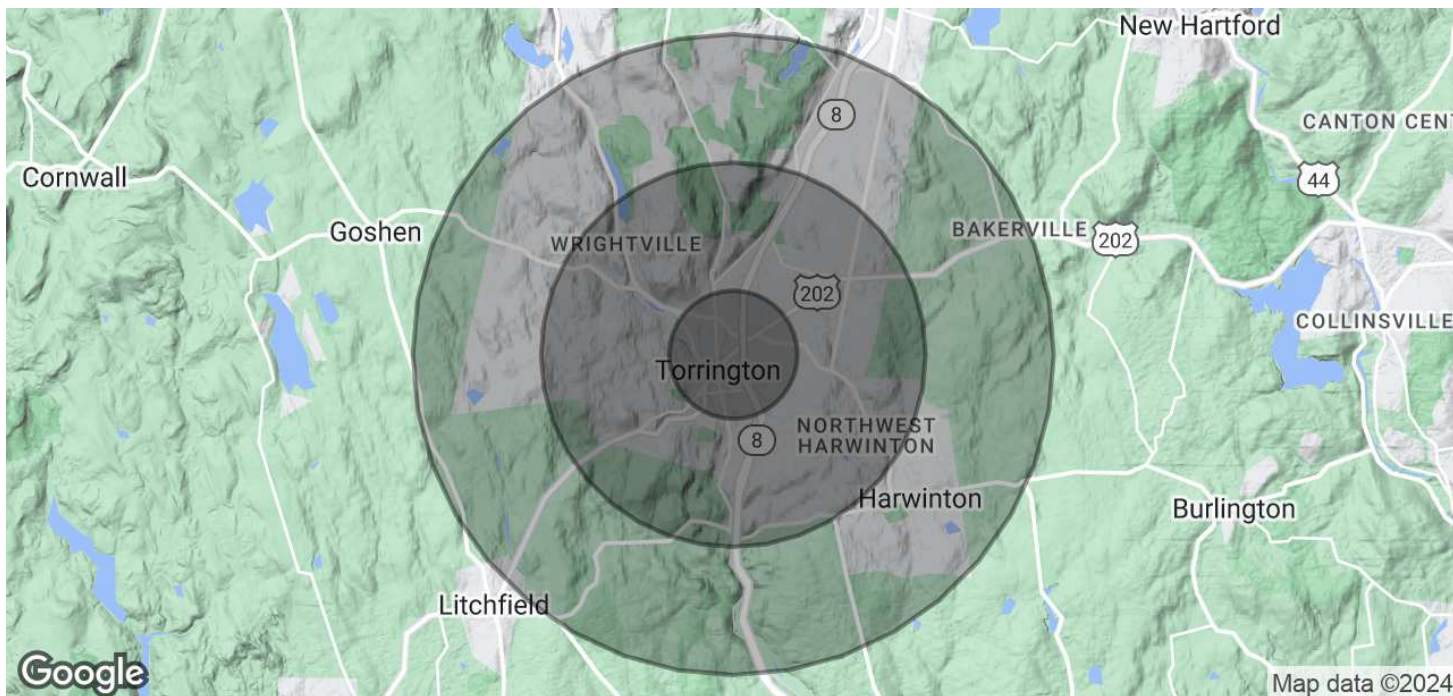 New Hartford
8
CANTON CENT
Cornwall
44
Goshen
WRIGHTVILLE
BAKERVILLE
202
202
COLLINSVILLE
Torrington
NORTHWEST
HARWINTON
8
Harwinton
Burlington
Litchfield
Google
Map data ©2024